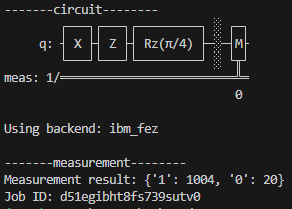 -------circuit--------
q: X Z Rz(π/4) M
meas: 1/
0
Using backend: ibm_fez
-------measurement--------
Measurement result: {'1': 1004, '0': 20}
Job ID: d51egibht8fs739sutv0